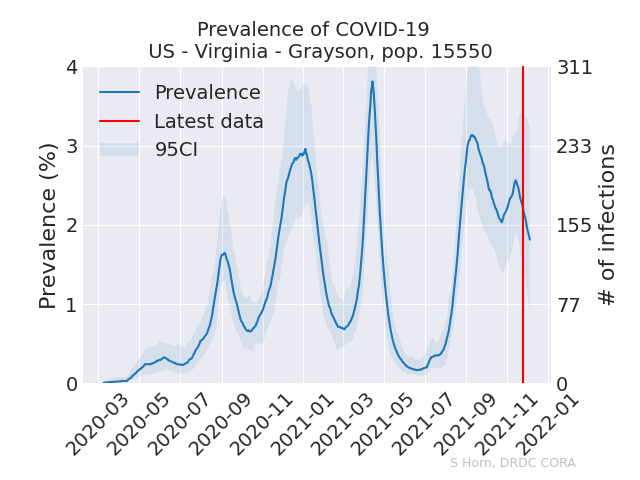 Prevalence of COVID-19
US - Virginia - Grayson, pop. 15550
Prevalence
Latest data
95CI
Prevalence (%)
4
3
2
1
0
311
233
155
77
0
# of infections
2020-03
2020-05
2020-07
2020-09
2020-11
2021-01
2021-03
2021-05
2021-07
2021-09
2021-11
2022-01
S Horn, DRDC CORA